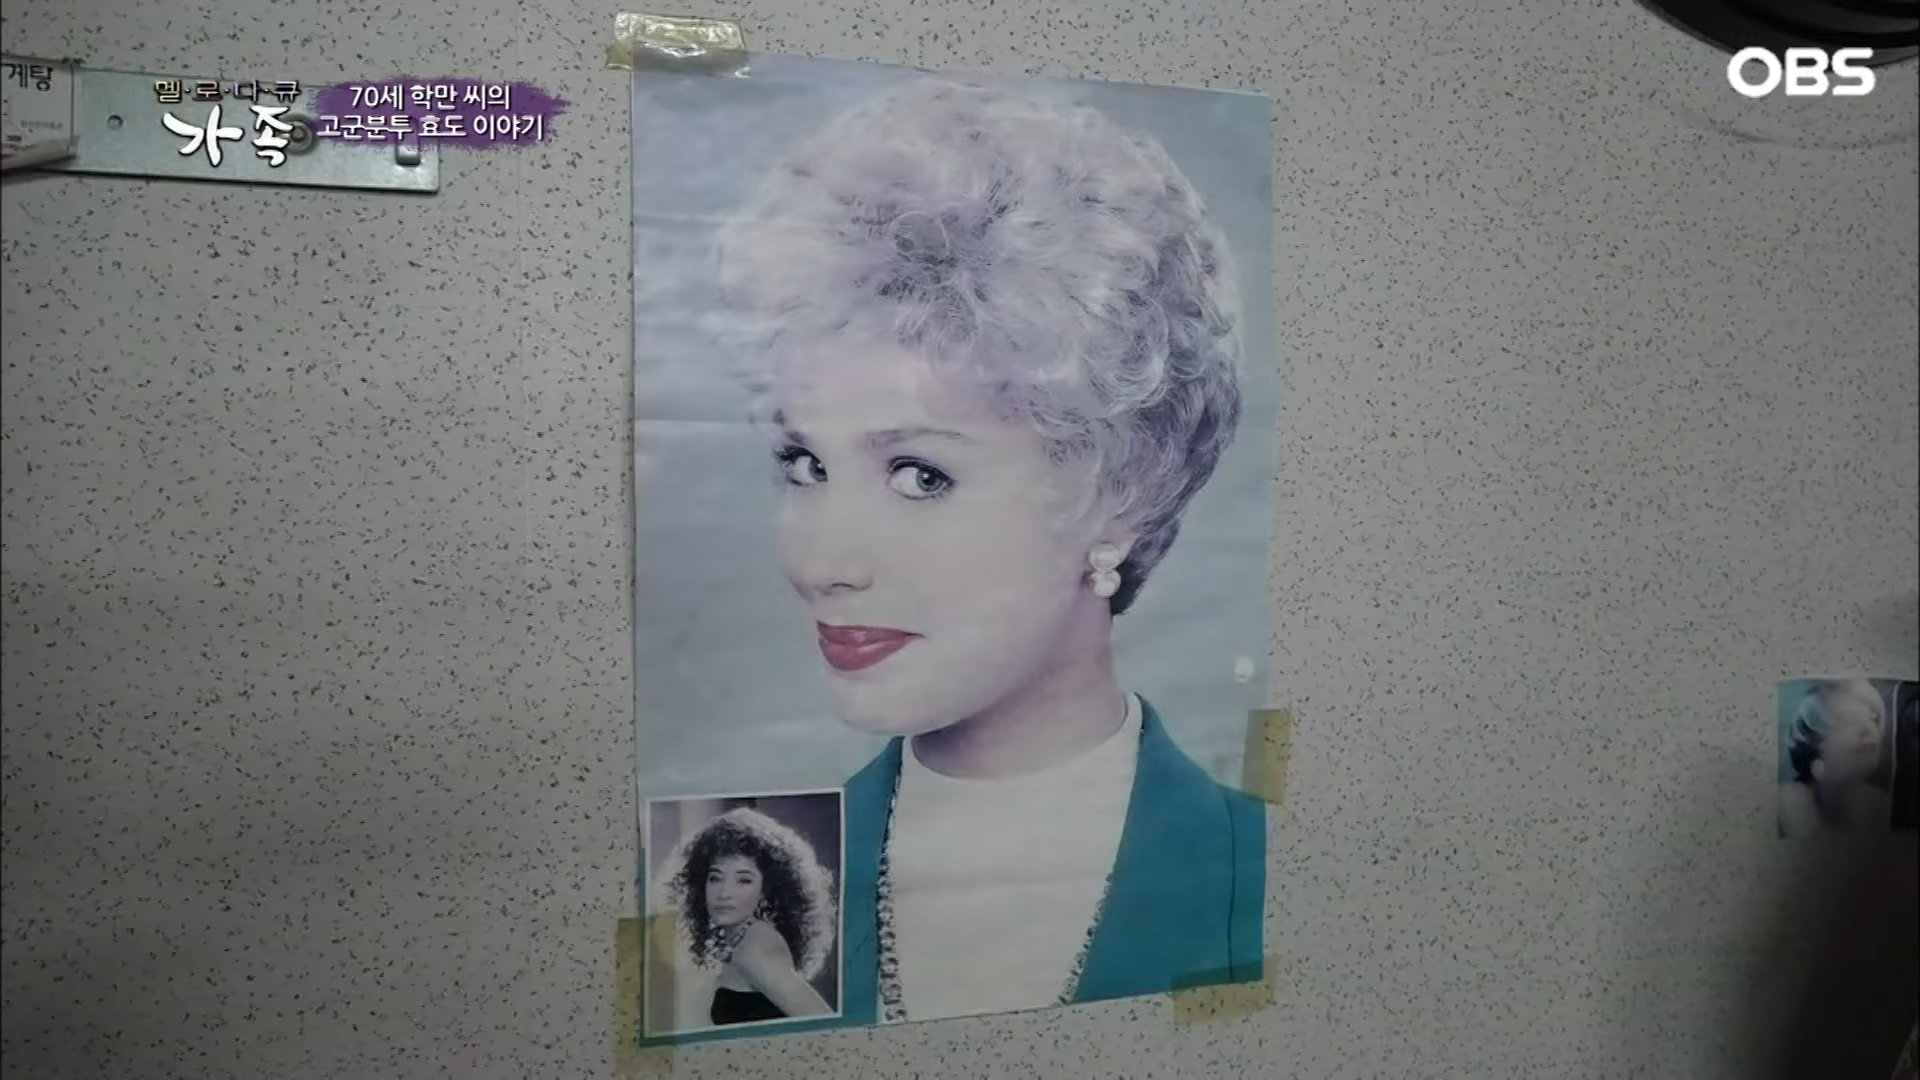 계탕
멜·로·다·큐
가족
70세 학만 씨의
고군분투 효도 이야기
OBS